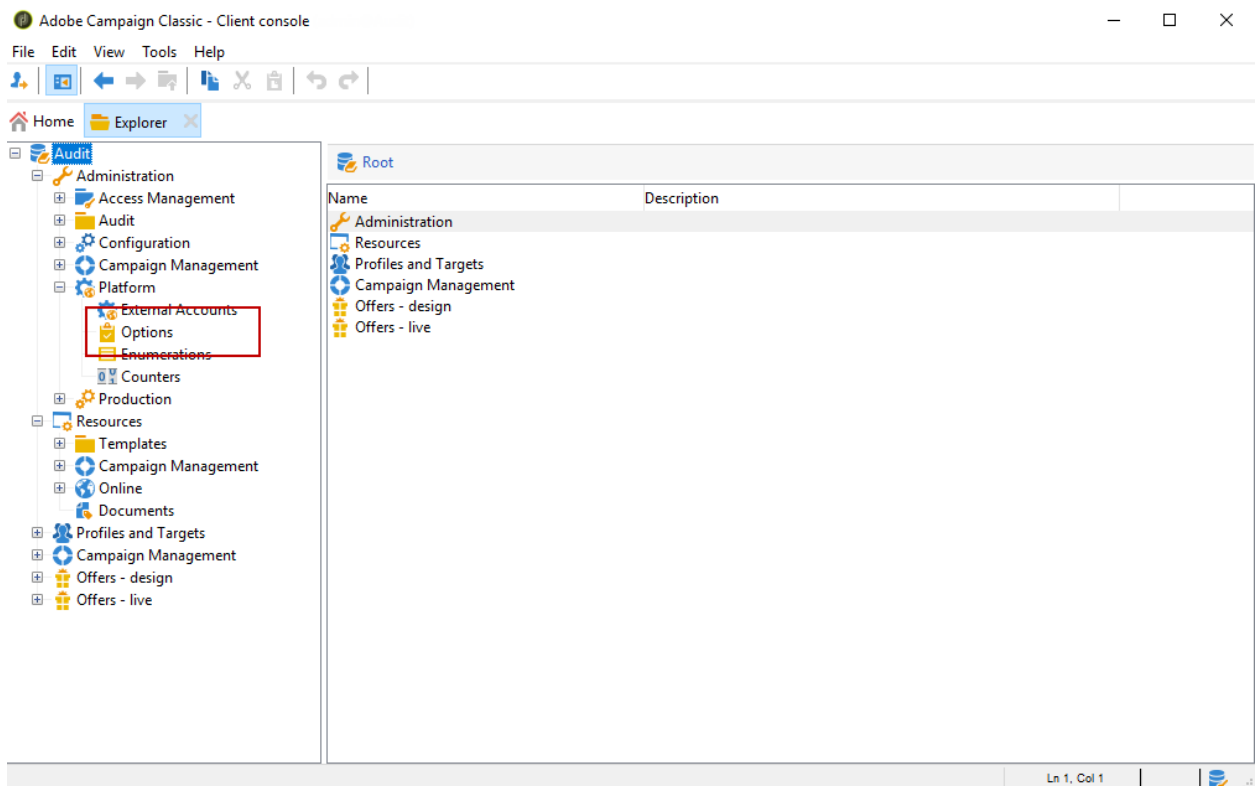 Adobe Campaign Classic - Client console
File Edit View Tools Help
Home Explorer
Audit
Administration
Access Management
Audit
Configuration
Campaign Management
Platform
External Accounts
Options
Enumerations
Counters
Production
Resources
Templates
Campaign Management
Online
Documents
Profiles and Targets
Campaign Management
Offers - design
Offers - live
Root
Name Description
Administration
Resources
Profiles and Targets
Campaign Management
Offers - design
Offers - live
Ln 1, Col 1